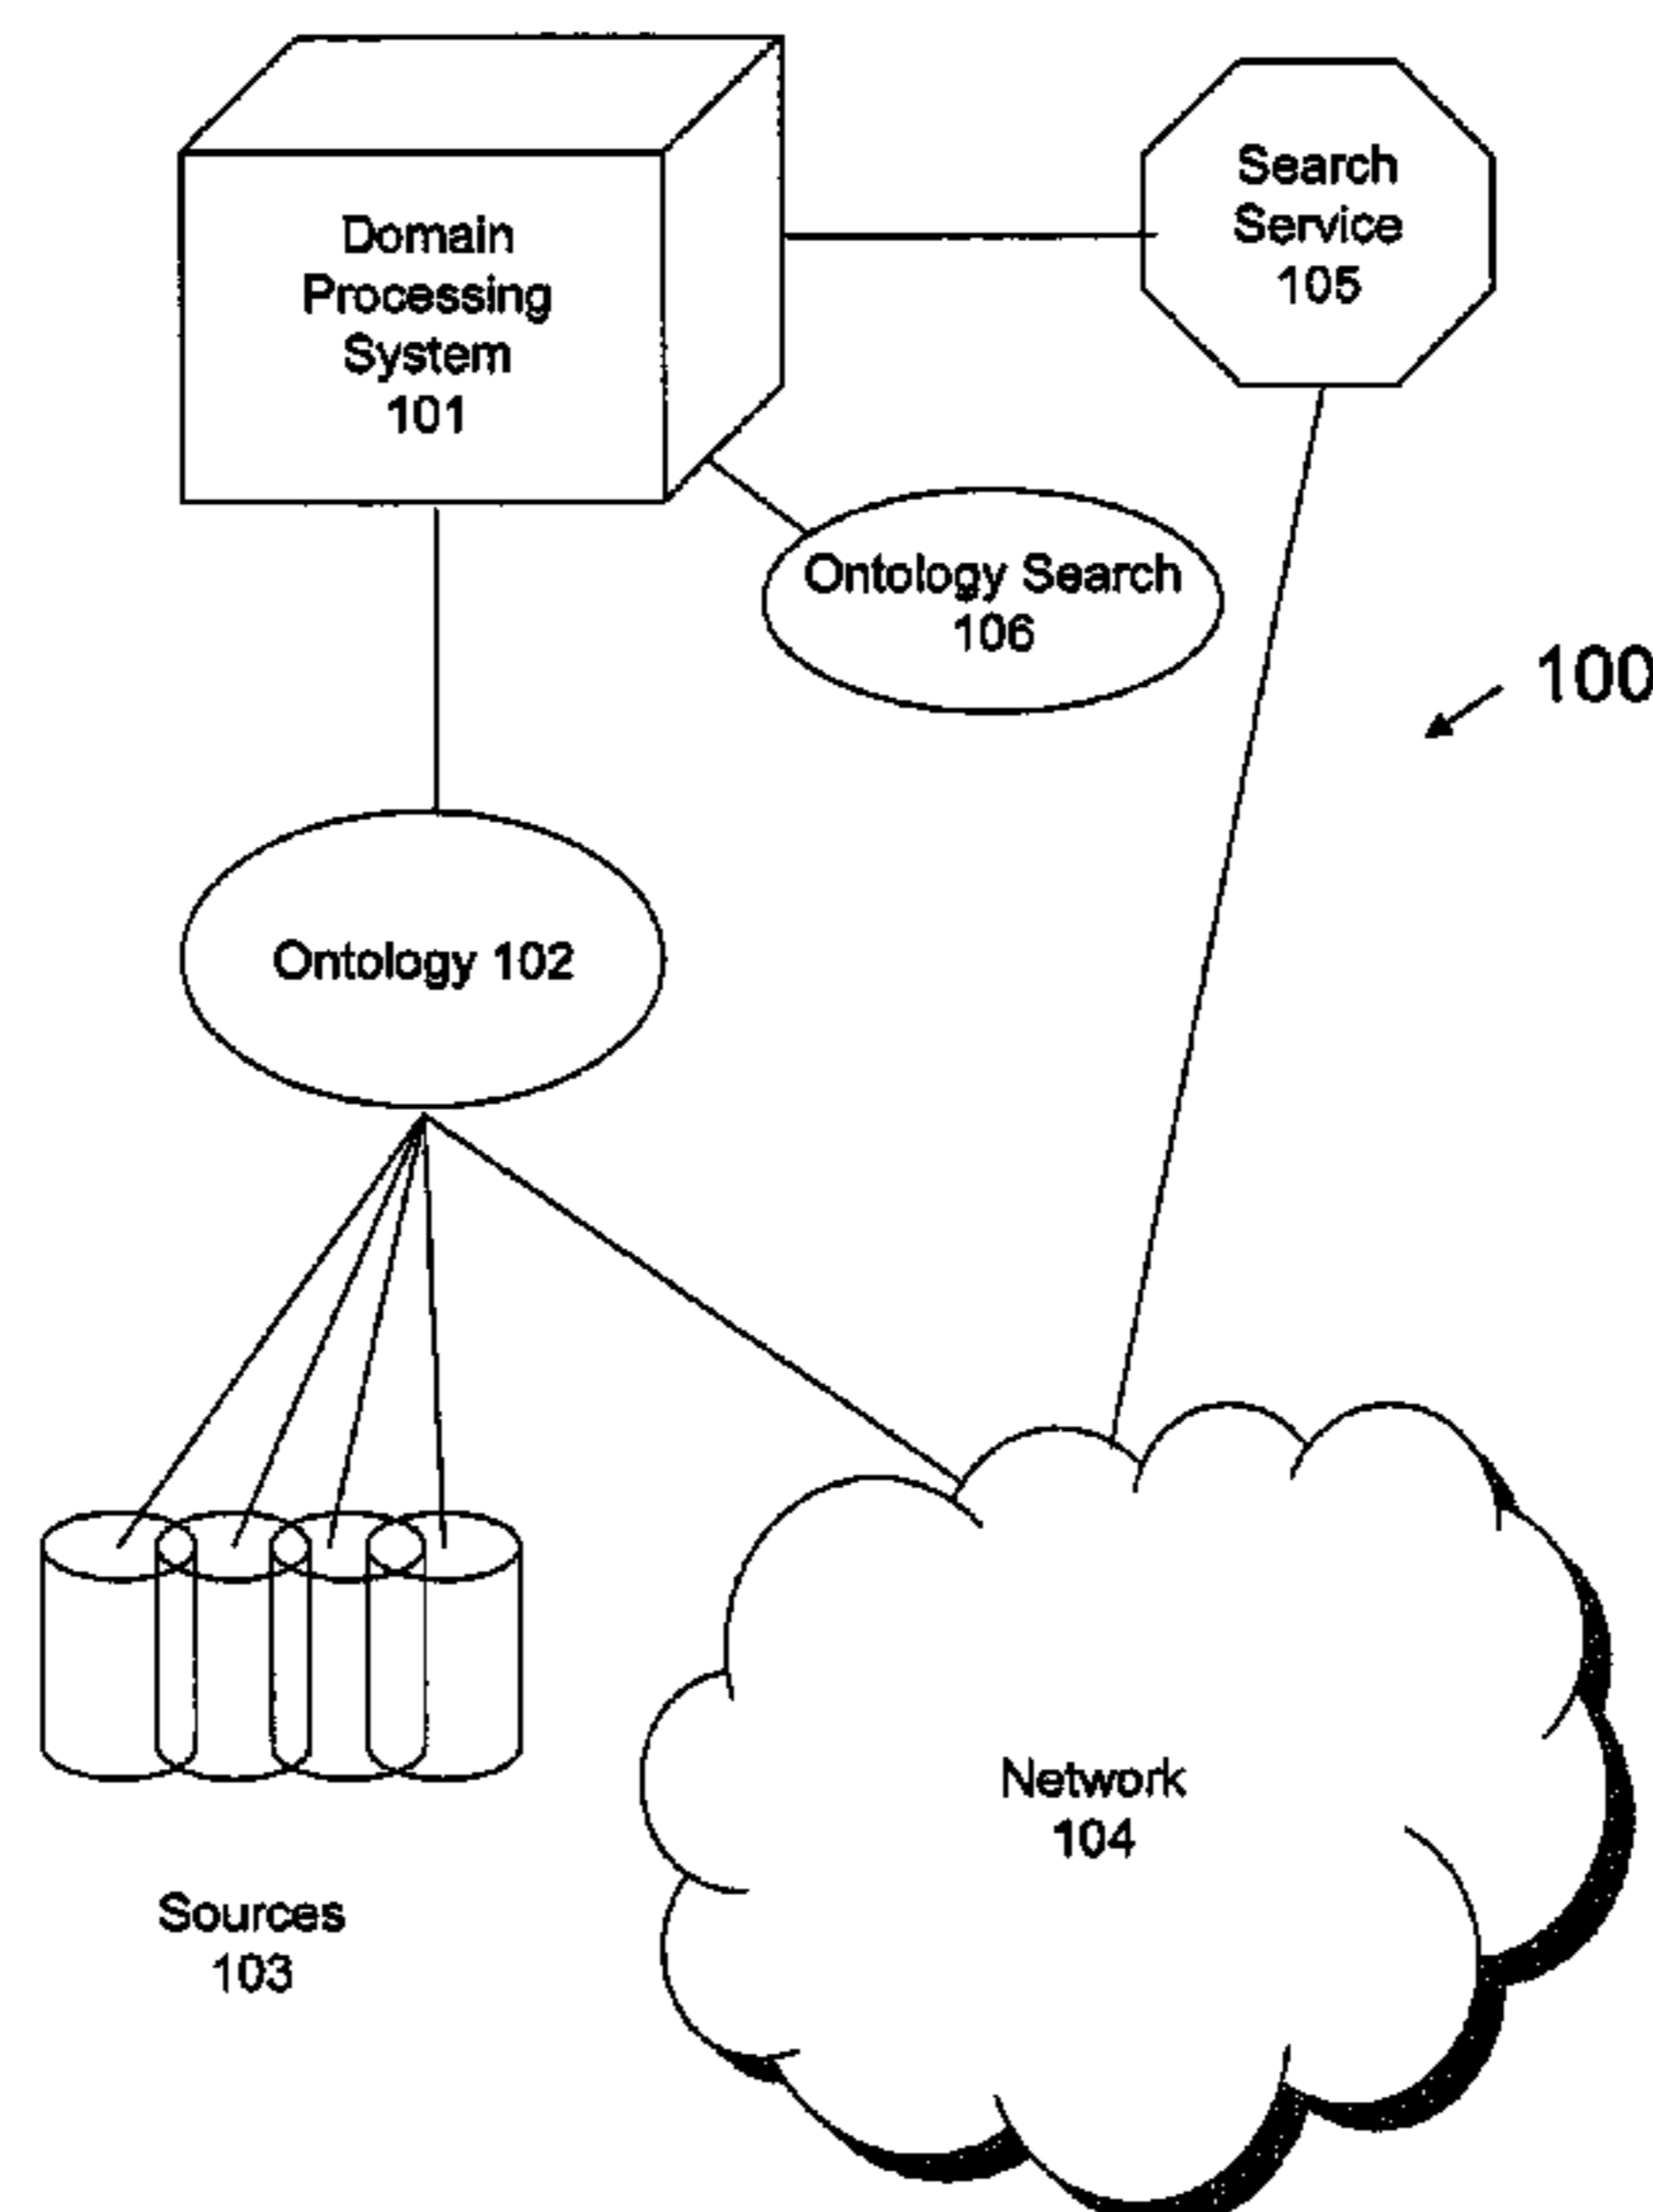 Domain
Processing
System
101
Search
Service
105
Ontology Search
106
100
Ontology 102
Sources
103
Network
104